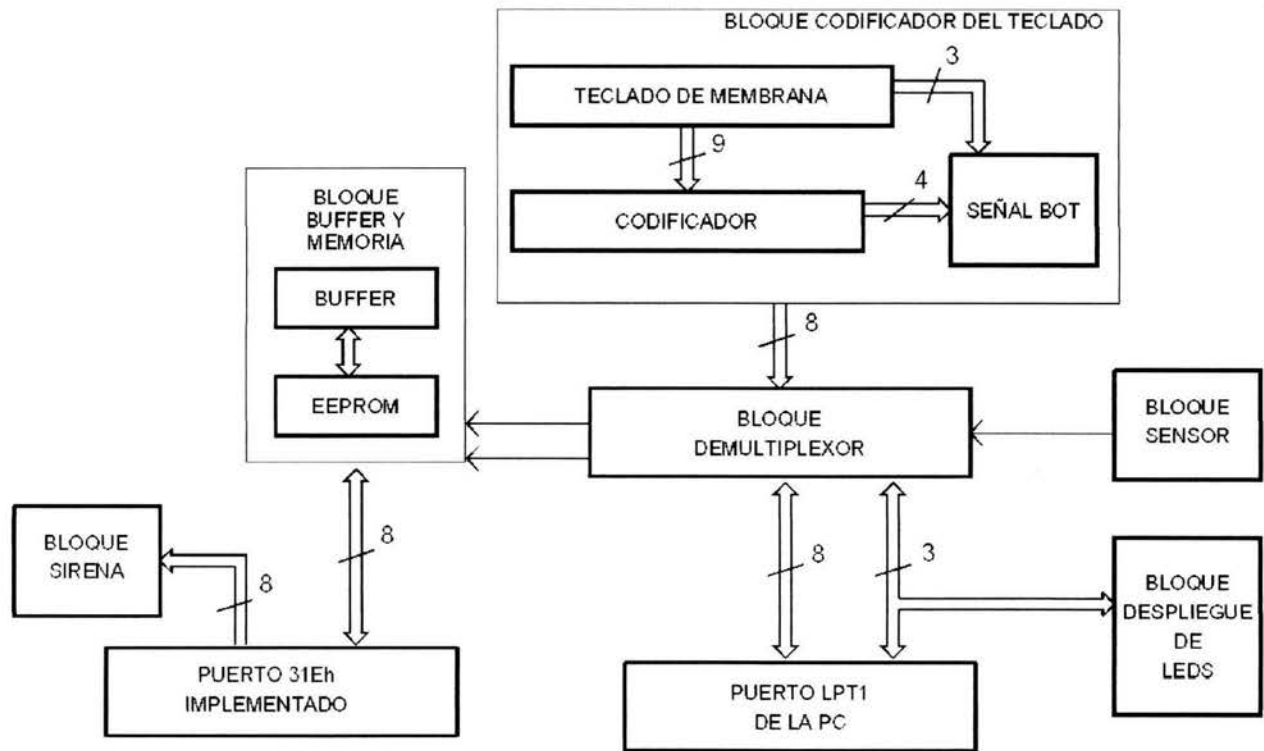 BLOQUE CODIFICADOR DEL TECLADO
TECLADO DE MEMBRANA
3
9
CODIFICADOR
4
SEÑAL BOT
8
BLOQUE
BUFFER Y
MEMORIA
BUFFER
EEPROM
BLOQUE
DEMULTIPLEXOR
BLOQUE
SENSOR
BLOQUE
SIRENA
8
8
8
3
BLOQUE
DESPLIEGUE
DE
LEDS
PUERTO 31Eh
IMPLEMENTADO
PUERTO LPT1
DE LA PC